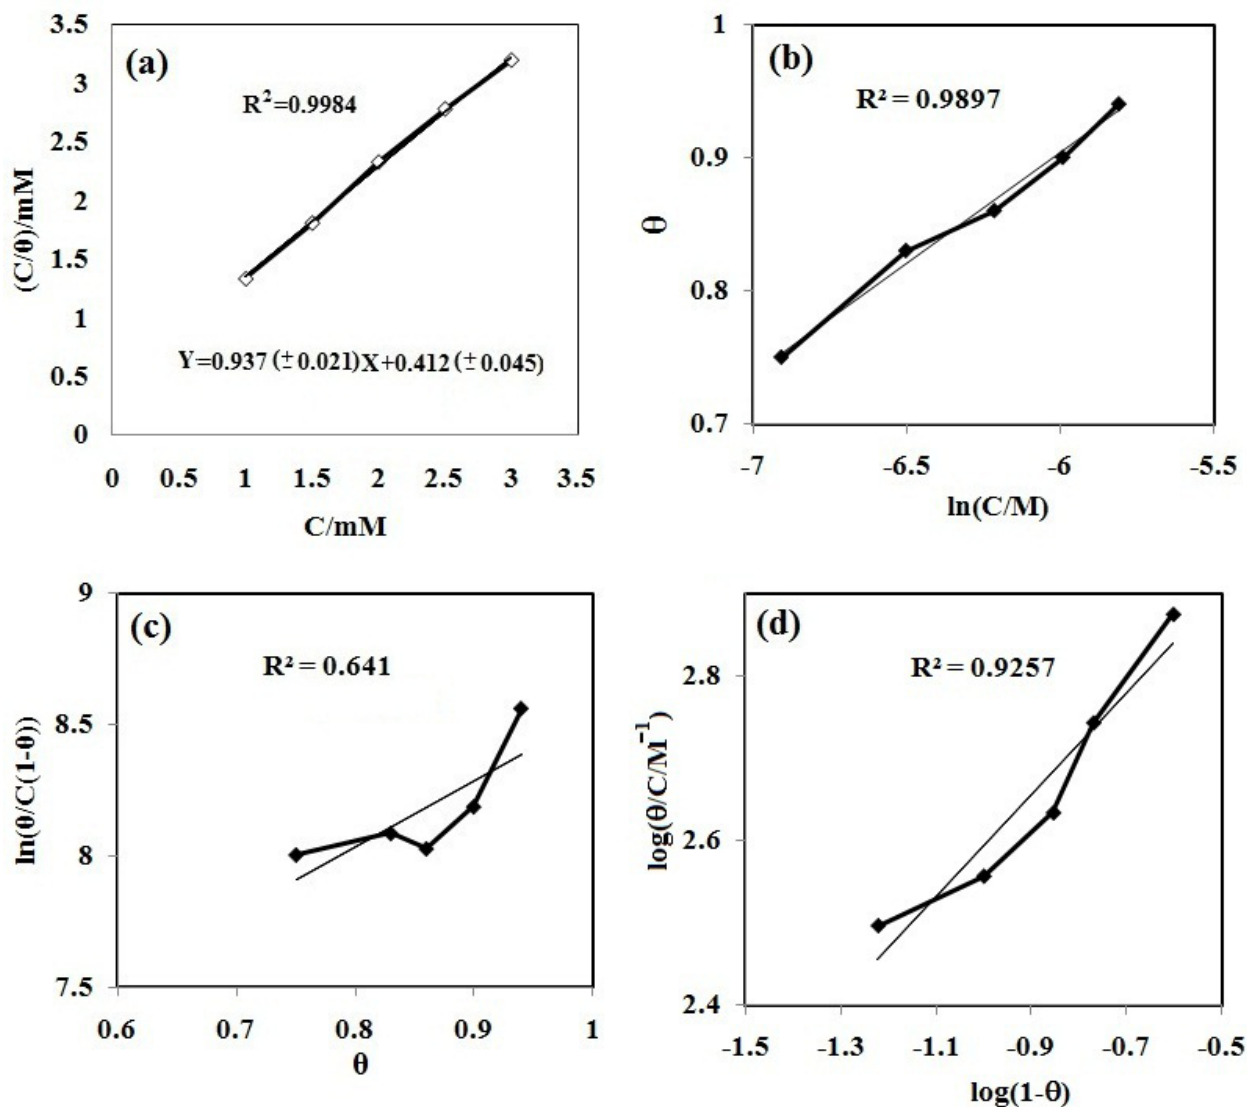 (a)
R²=0.9984
Y=0.937 (±0.021)X+0.412 (±0.045)
(C/θ)/mM
3.5
3
2.5
2
1.5
1
0.5
0
0 0.5 1 1.5 2 2.5 3 3.5
C/mM
(b)
R² = 0.9897
θ
1
0.9
0.8
0.7
-7 -6.5 -6 -5.5
ln(C/M)
(c)
R² = 0.641
ln(θ/C(1-θ))
9
8.5
8
7.5
0.6 0.7 0.8 0.9 1
θ
(d)
R² = 0.9257
log(θ/C/M⁻¹)
2.8
2.6
2.4
-1.5 -1.3 -1.1 -0.9 -0.7 -0.5
log(1-θ)